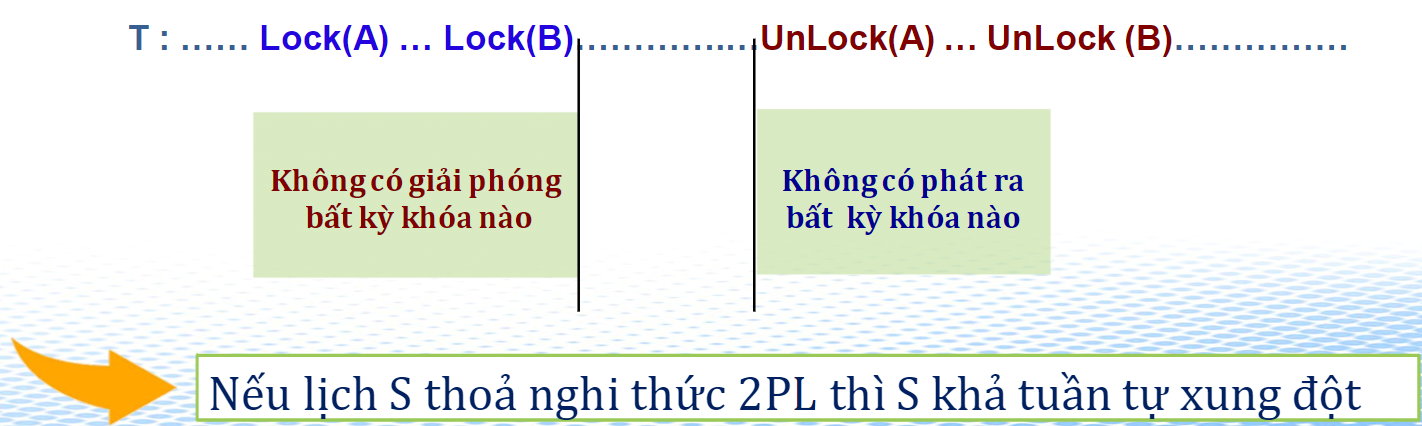 T : …… Lock(A) … Lock(B)………………UnLock(A) … UnLock (B)……………
Không có giải phóng
bất kỳ khóa nào
Không có phát ra
bất kỳ khóa nào
Nếu lịch S thoả nghi thức 2PL thì S khả tuần tự xung đột